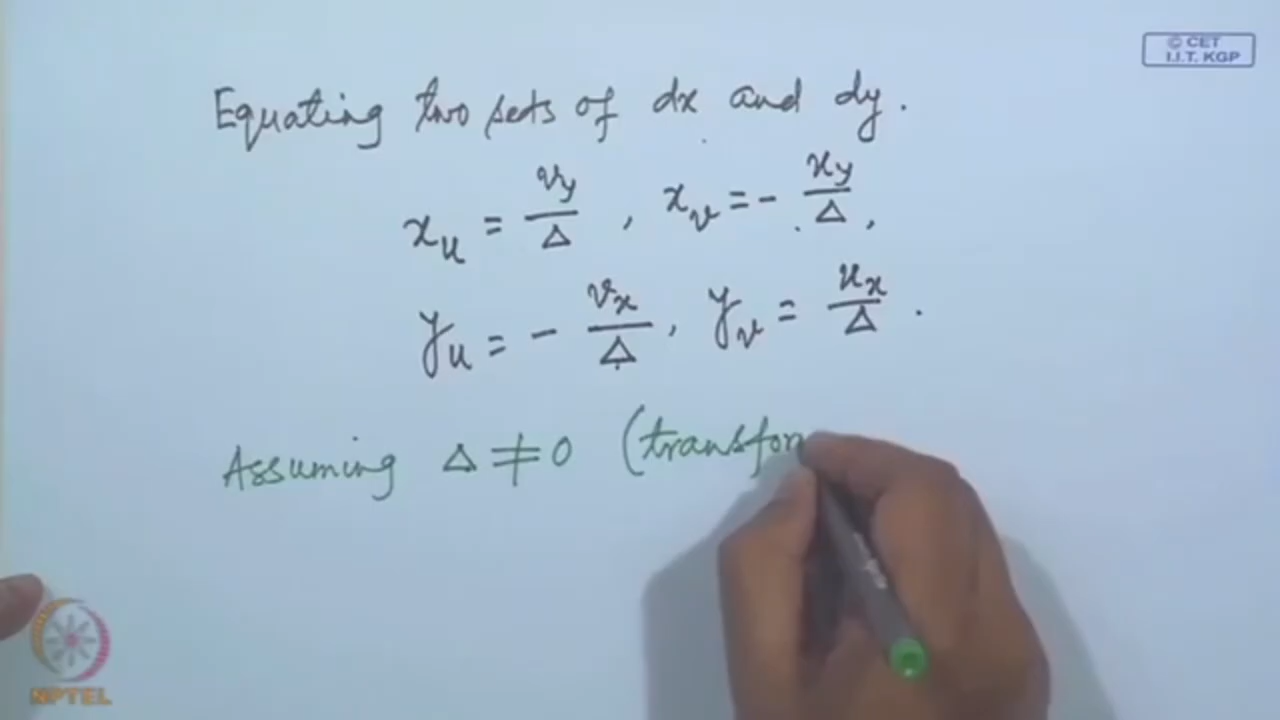 © CET
I.I.T. KGP
Equating two sets of dx and dy.
x_u = v_y/Δ , x_v = - u_y/Δ ,
y_u = - v_x/Δ , y_v = u_x/Δ .
Assuming Δ ≠ 0 (transfor
NPTEL